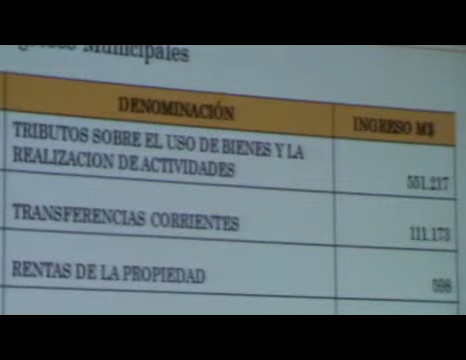 Municipales
DENOMINACIÓN INGRESO M$
TRIBUTOS SOBRE EL USO DE BIENES Y LA
REALIZACION DE ACTIVIDADES 551.217
TRANSFERENCIAS CORRIENTES 111.173
RENTAS DE LA PROPIEDAD 598